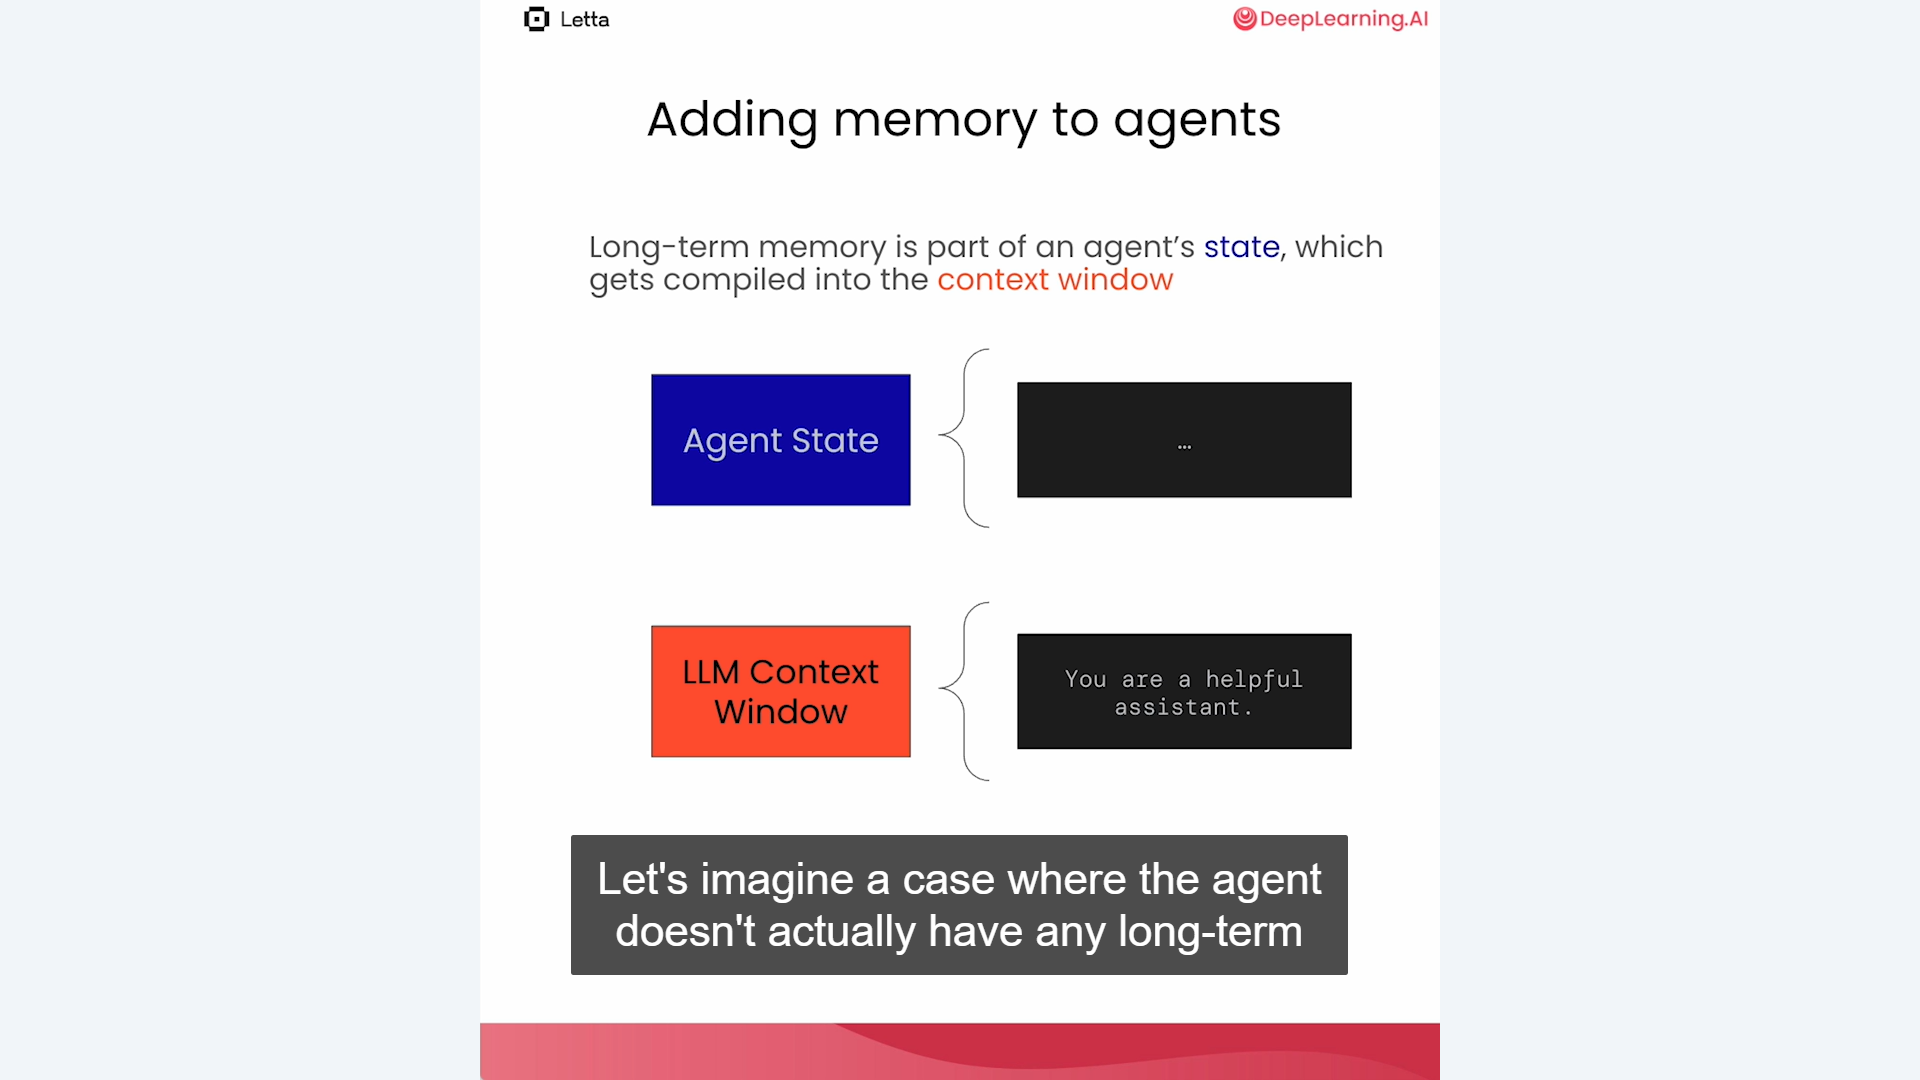 Letta
DeepLearning.AI
Adding memory to agents
Long-term memory is part of an agent’s state, which
gets compiled into the context window
Agent State
…
LLM Context
Window
You are a helpful
assistant.
Let's imagine a case where the agent
doesn't actually have any long-term